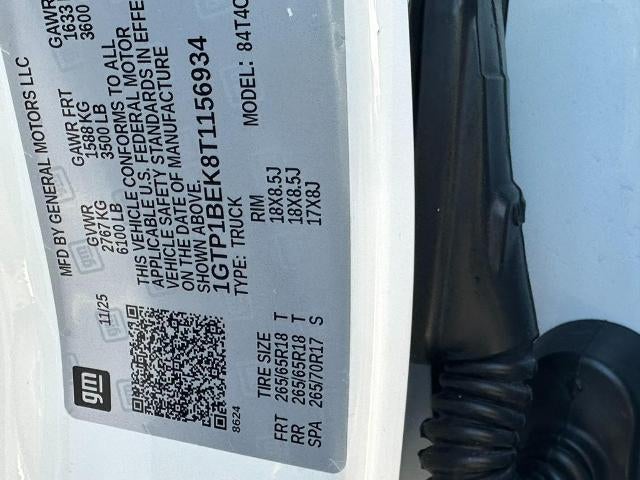 gm
MFD BY GENERAL MOTORS LLC
11/25
GVWR GAWR FRT GAWR
2767 KG 1588 KG 1633
6100 LB 3500 LB 3600
THIS VEHICLE CONFORMS TO ALL
APPLICABLE U.S. FEDERAL MOTOR
VEHICLE SAFETY STANDARDS IN EFFE
ON THE DATE OF MANUFACTURE
SHOWN ABOVE.
1GTP1BEK8T1156934
TYPE: TRUCK MODEL: 84T4
8624
TIRE SIZE RIM
FRT 265/65R18 T 18X8.5J
RR 265/65R18 T 18X8.5J
SPA 265/70R17 S 17X8J